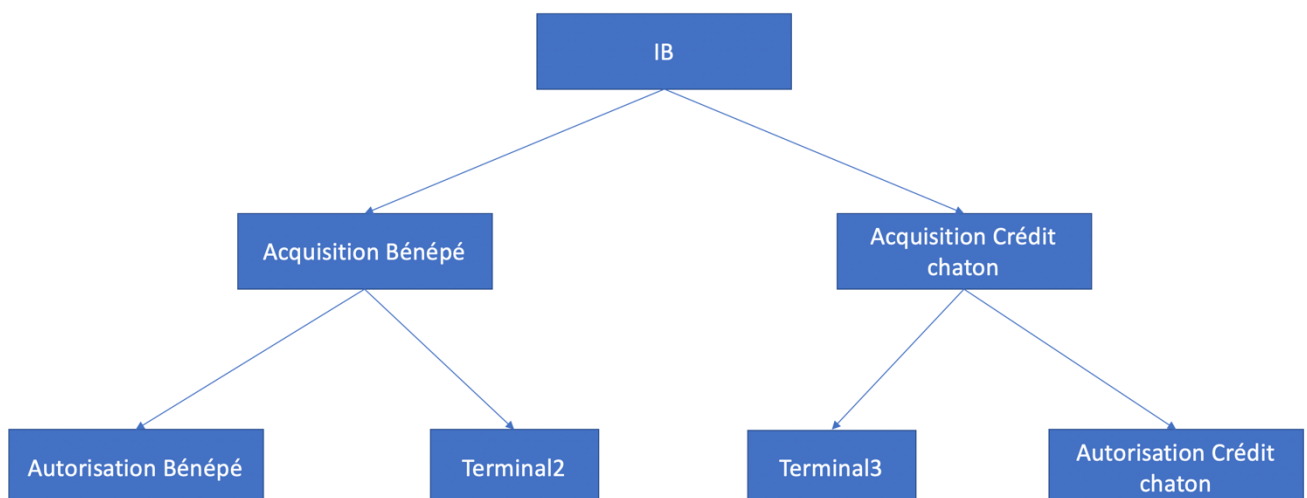 IB
Acquisition Bénépé
Acquisition Crédit
chaton
Autorisation Bénépé
Terminal2
Terminal3
Autorisation Crédit
chaton